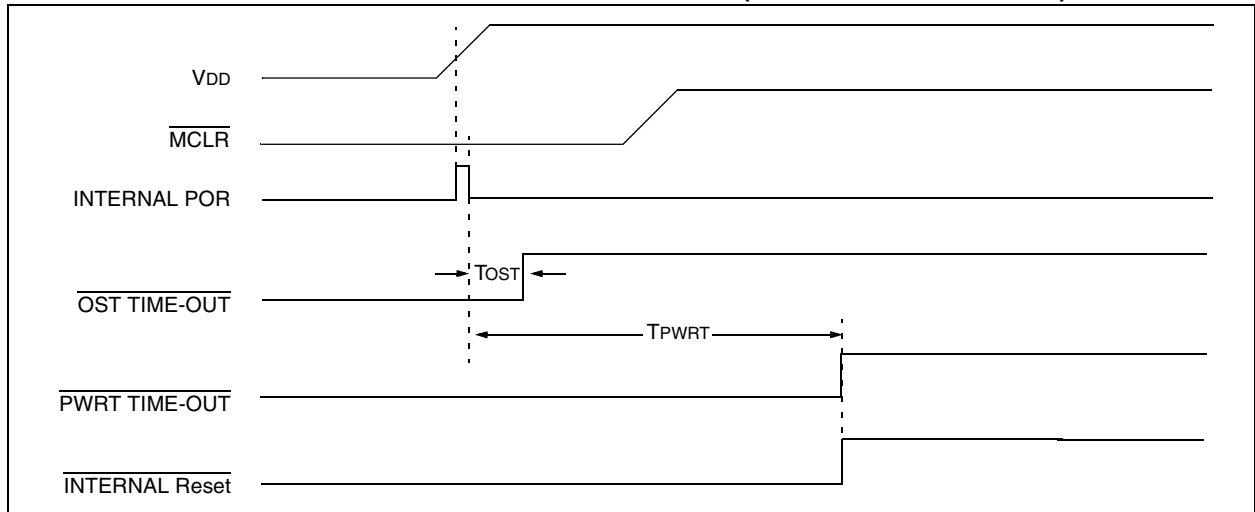 VDD
MCLR
INTERNAL POR
TOST
OST TIME-OUT
TPWRT
PWRT TIME-OUT
INTERNAL Reset